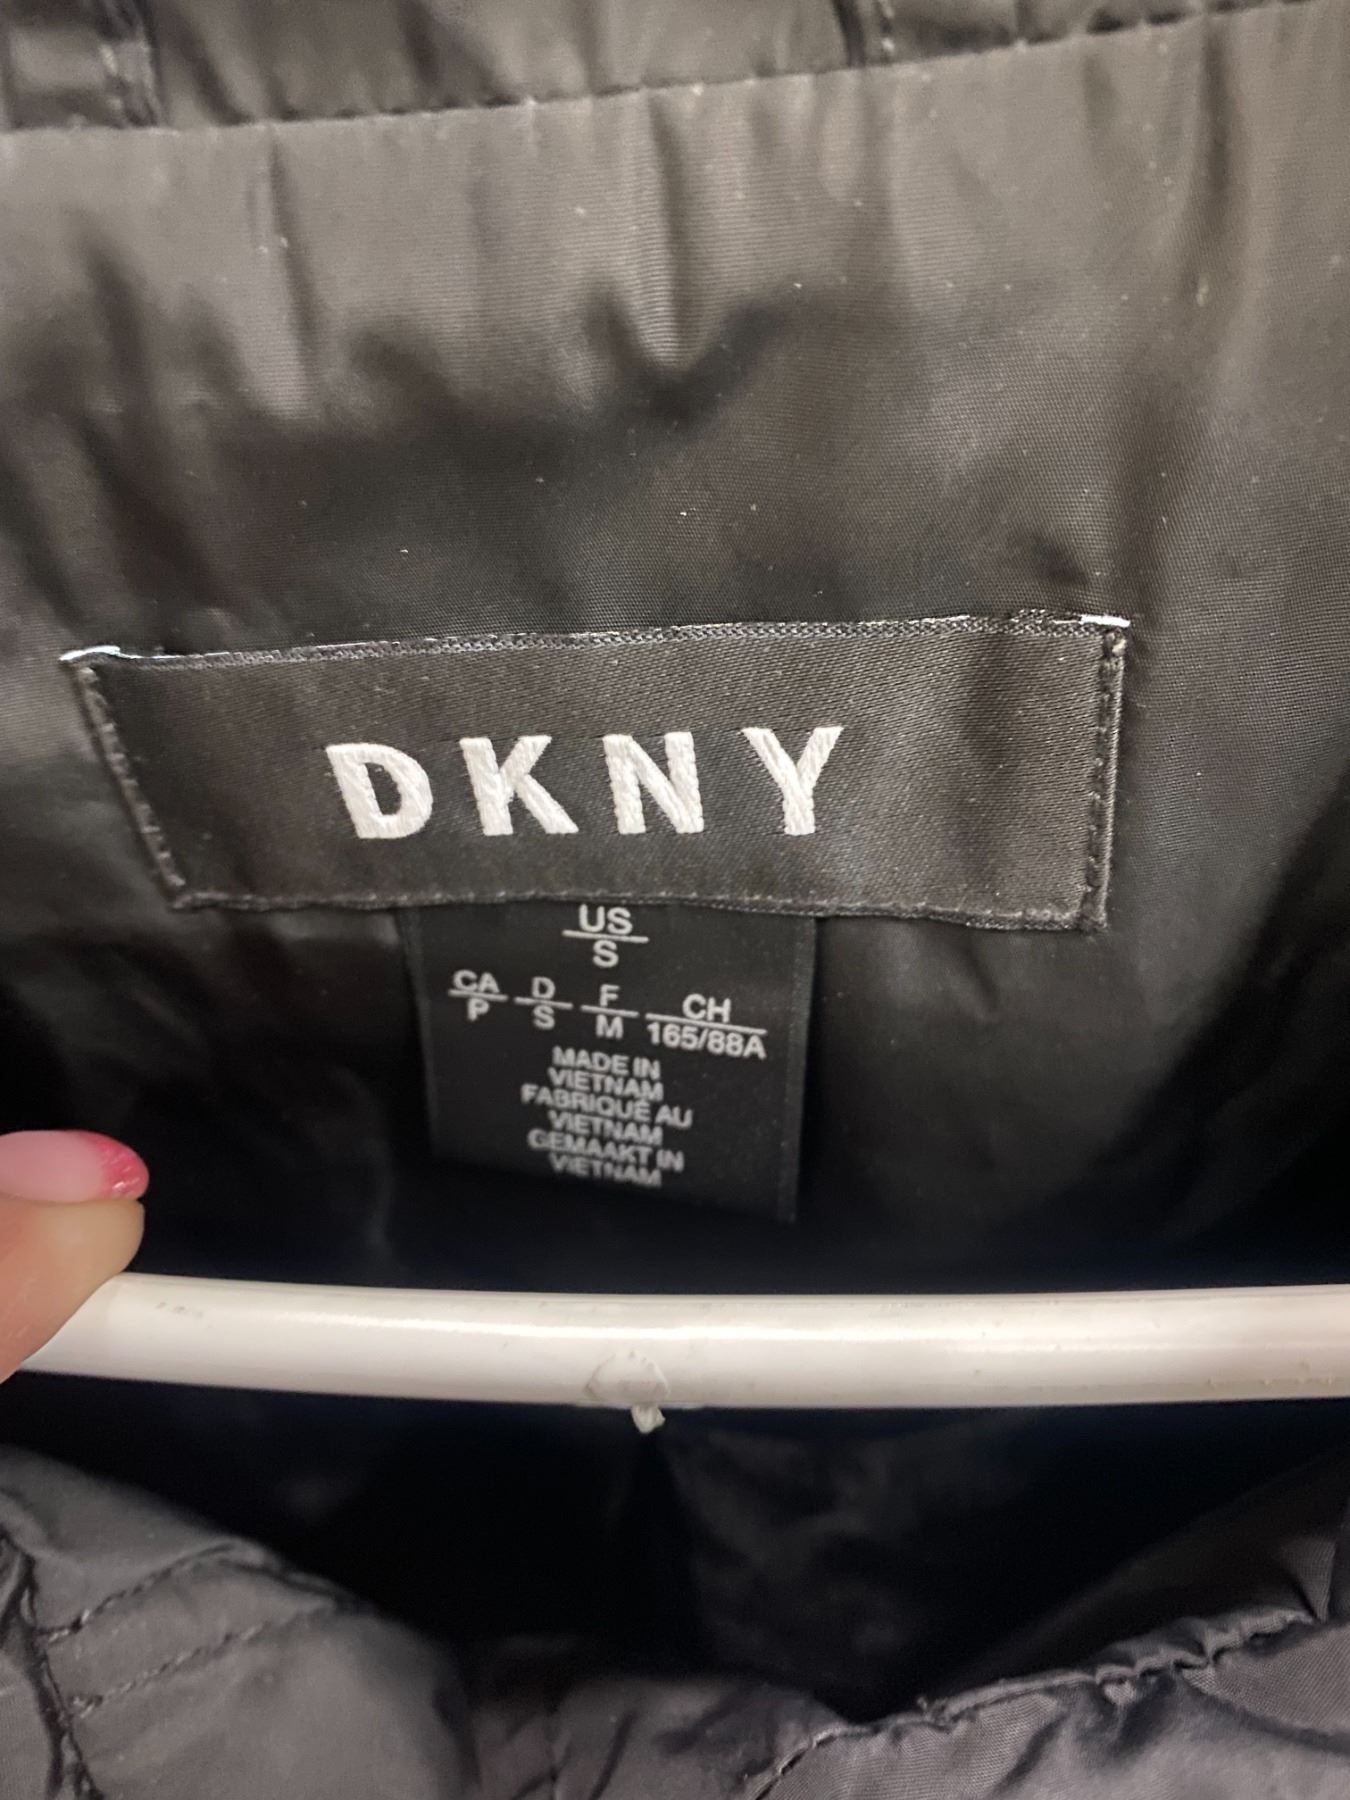 DKNY
US
S
CA D F CH
P S M 165/88A
MADE IN
VIETNAM
FABRIQUÉ AU
VIETNAM
GEMAAKT IN
VIETNAM